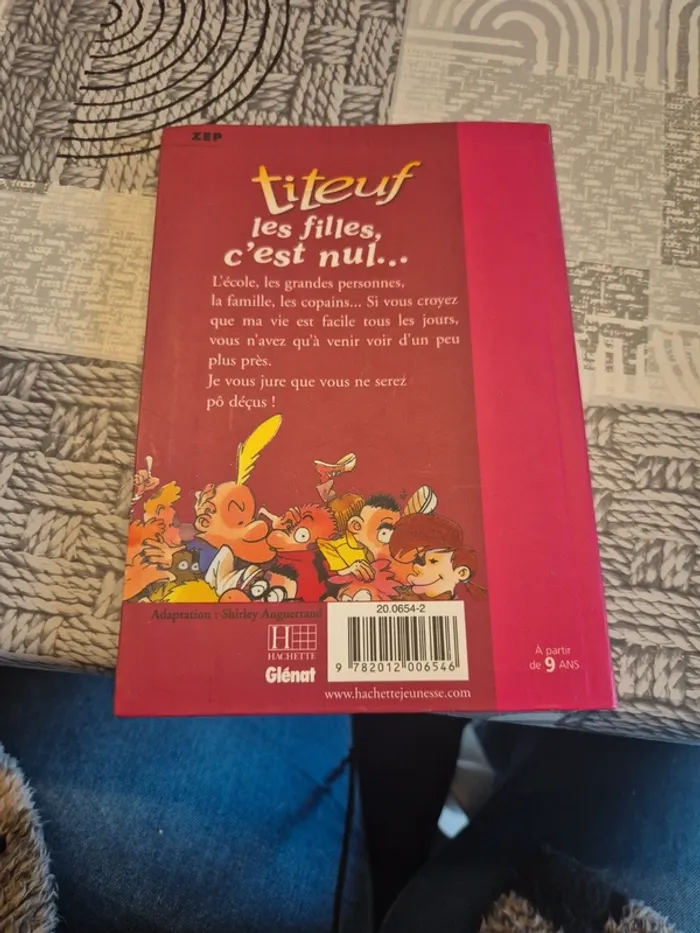 ZEP
titeuf
les filles,
c'est nul...
L'école, les grandes personnes,
la famille, les copains... Si vous croyez
que ma vie est facile tous les jours,
vous n'avez qu'à venir voir d'un peu
plus près.
Je vous jure que vous ne serez
pô déçus !
Adaptation : Shirley Anguerrand
20.0654-2
H
HACHETTE
Glénat
9 782012 006546
www.hachettejeunesse.com
À partir
de 9 ANS